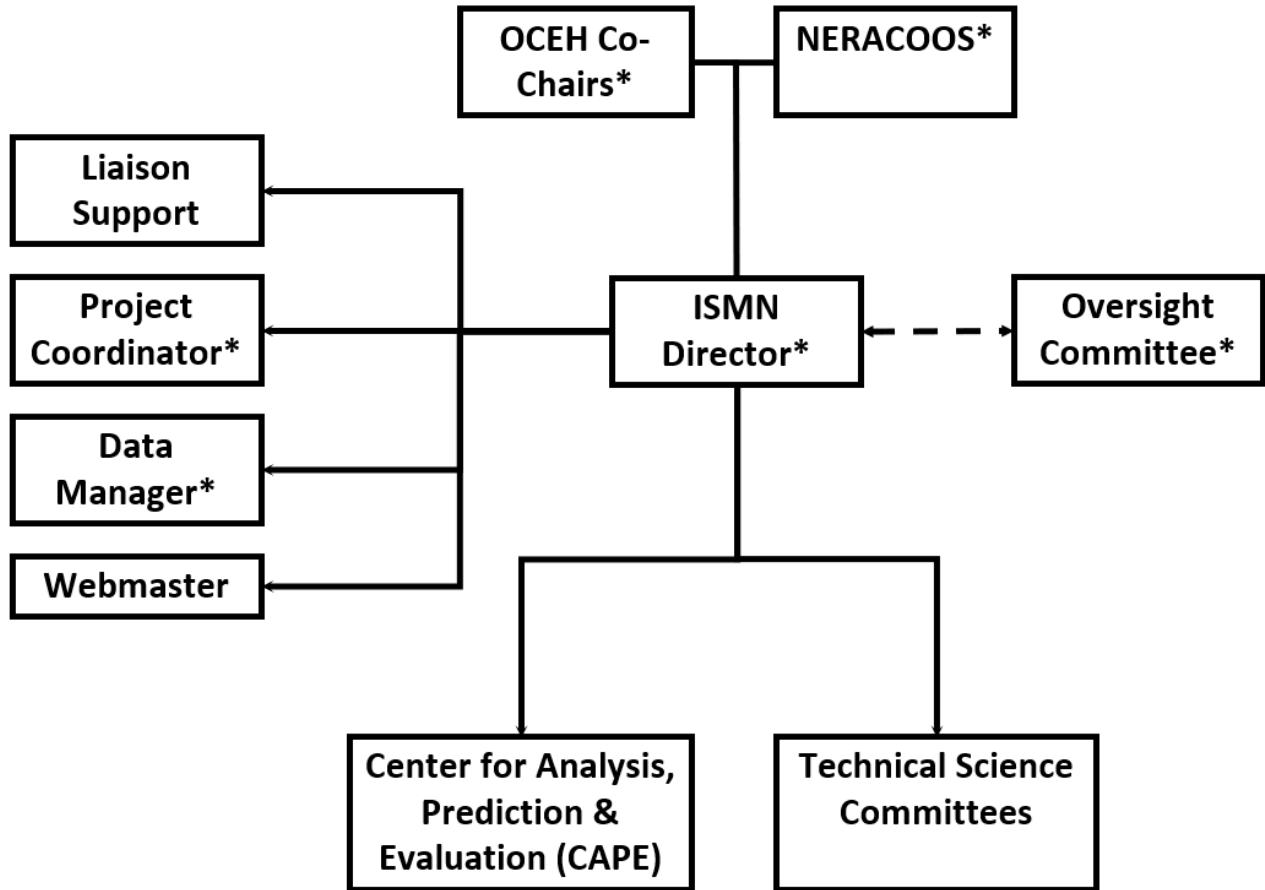 OCEH Co-
Chairs*
NERACOOS*
Liaison
Support
Project
Coordinator*
ISMN
Director*
Oversight
Committee*
Data
Manager*
Webmaster
Center for Analysis,
Prediction &
Evaluation (CAPE)
Technical Science
Committees